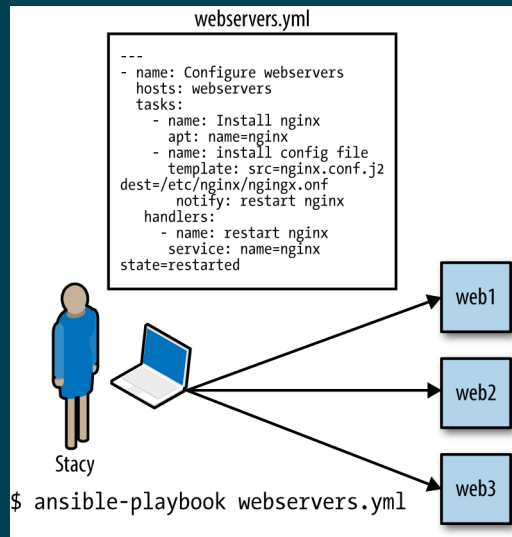 webservers.yml
---
- name: Configure webservers
  hosts: webservers
  tasks:
    - name: Install nginx
      apt: name=nginx
    - name: install config file
      template: src=nginx.conf.j2
dest=/etc/nginx/ngingx.onf
       notify: restart nginx
   handlers:
     - name: restart nginx
      service: name=nginx
state=restarted
web1
web2
web3
Stacy
$ ansible-playbook webservers.yml